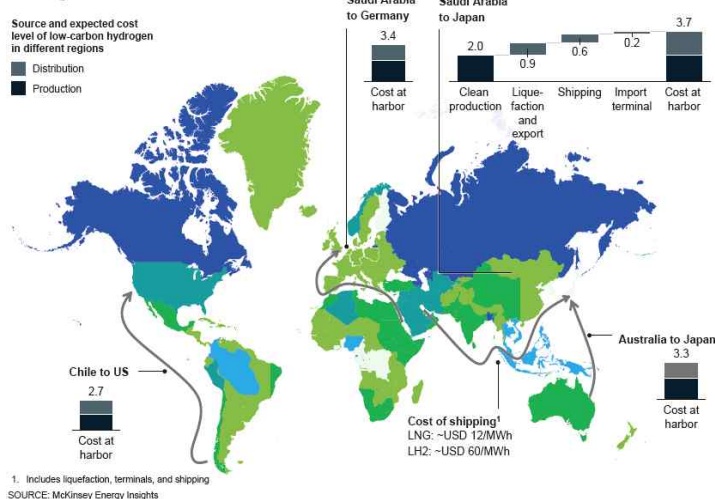 Source and expected cost
level of low-carbon hydrogen
in different regions
Distribution
Production
Saudi Arabia
to Germany
3.4
Cost at
harbor
Saudi Arabia
to Japan
2.0
0.9
0.6
0.2
3.7
Clean
production
Lique-
faction
and
export
Shipping
Import
terminal
Cost at
harbor
Chile to US
2.7
Cost at
harbor
Australia to Japan
3.3
Cost at
harbor
Cost of shipping¹
LNG: ~USD 12/MWh
LH2: ~USD 60/MWh
1. Includes liquefaction, terminals, and shipping
SOURCE: McKinsey Energy Insights